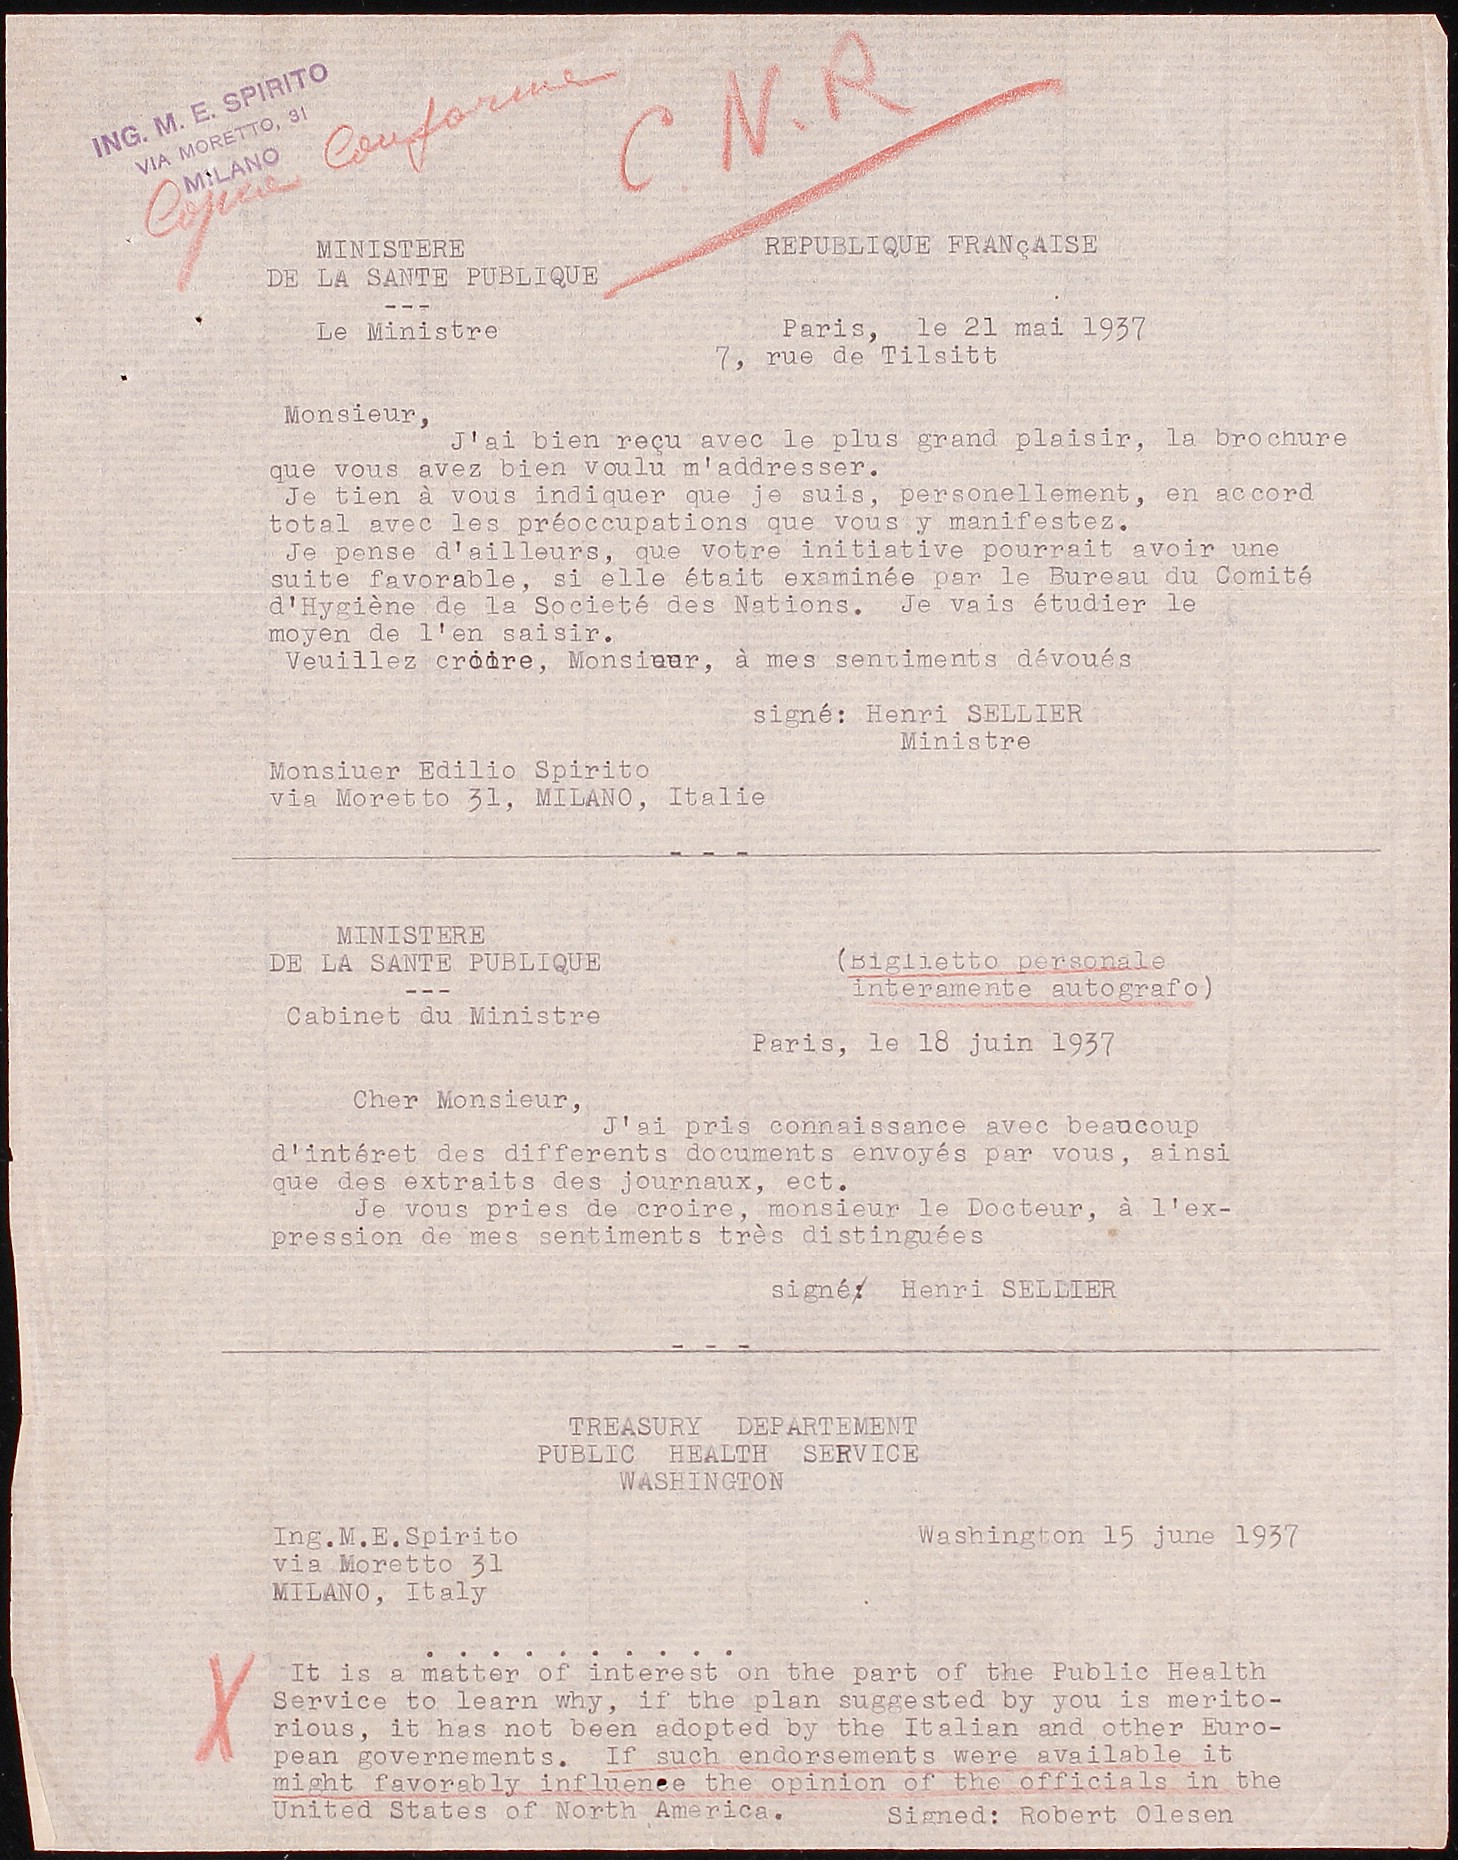 ING. M. E. SPIRITO
VIA MORETTO, 31
MILANO
Copie Conforme
C.N.R
MINISTERE
DE LA SANTE PUBLIQUE
---
Le Ministre
REPUBLIQUE FRANçAISE
Paris, le 21 mai 1937
7, rue de Tilsitt
Monsieur,
J'ai bien reçu avec le plus grand plaisir, la brochure
que vous avez bien voulu m'addresser.
Je tien à vous indiquer que je suis, personellement, en accord
total avec les préoccupations que vous y manifestez.
Je pense d'ailleurs, que votre initiative pourrait avoir une
suite favorable, si elle était examinée par le Bureau du Comité
d'Hygiène de la Societé des Nations. Je vais étudier le
moyen de l'en saisir.
Veuillez croire, Monsieur, à mes sentiments dévoués
signé: Henri SELLIER
Ministre
Monsiuer Edilio Spirito
via Moretto 31, MILANO, Italie
- - -
MINISTERE
DE LA SANTE PUBLIQUE
---
Cabinet du Ministre
(Biglietto personale
interamente autografo)
Paris, le 18 juin 1937
Cher Monsieur,
J'ai pris connaissance avec beaucoup
d'intéret des differents documents envoyés par vous, ainsi
que des extraits des journaux, ect.
Je vous pries de croire, monsieur le Docteur, à l'ex-
pression de mes sentiments très distinguées
signé: Henri SELLIER
- - -
TREASURY DEPARTEMENT
PUBLIC HEALTH SERVICE
WASHINGTON
Ing.M.E.Spirito
via Moretto 31
MILANO, Italy
Washington 15 june 1937
. . . . . . . . . .
X It is a matter of interest on the part of the Public Health
Service to learn why, if the plan suggested by you is merito-
rious, it has not been adopted by the Italian and other Euro-
pean governements. If such endorsements were available it
might favorably influence the opinion of the officials in the
United States of North America. Signed: Robert Olesen